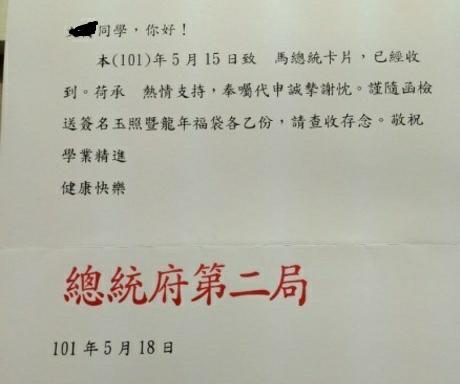 同學，你好！
本(101)年5月15日致　馬總統卡片，已經收
到。荷承　熱情支持，奉囑代申誠摯謝忱。謹隨函檢
送簽名玉照暨龍年福袋各乙份，請查收存念。敬祝
學業精進
健康快樂
總統府第二局
101年5月18日